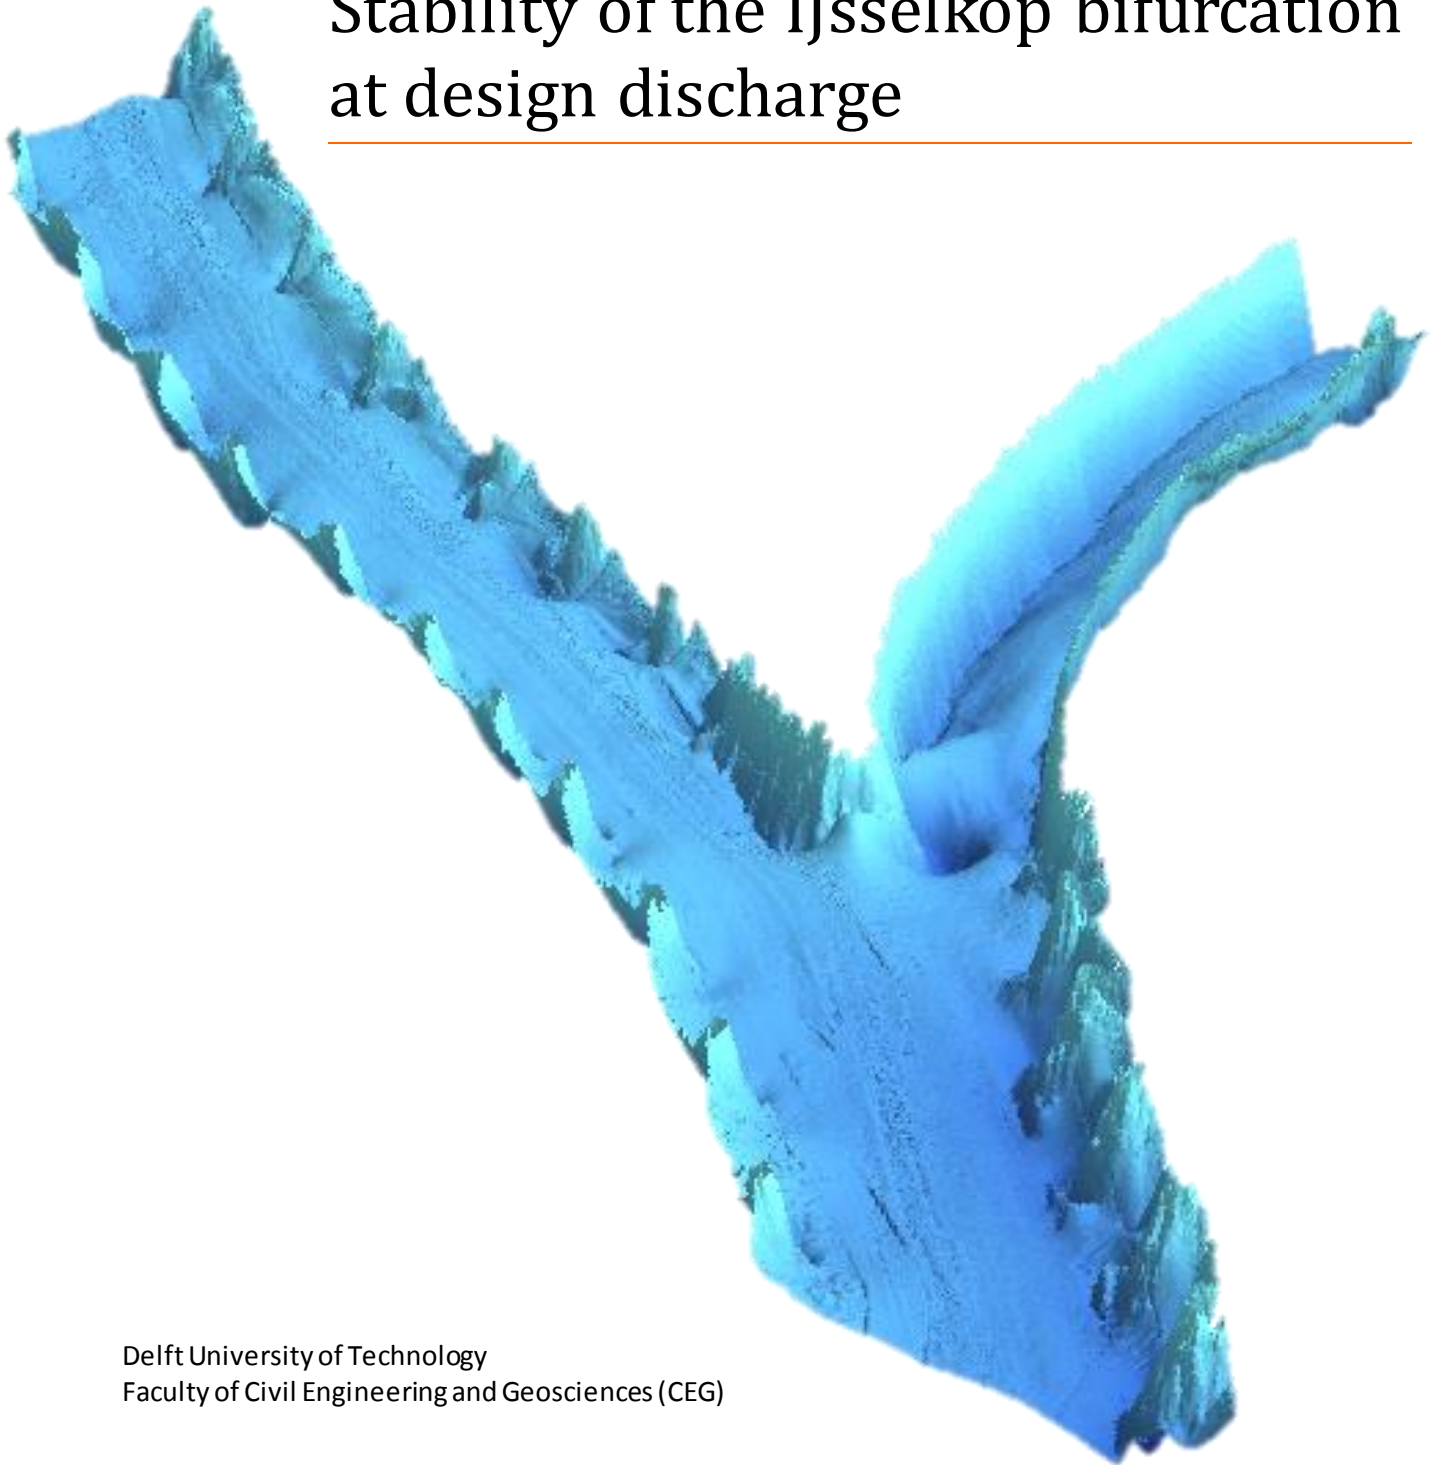 Stability of the IJsselkop bifurcation
at design discharge
Delft University of Technology
Faculty of Civil Engineering and Geosciences (CEG)